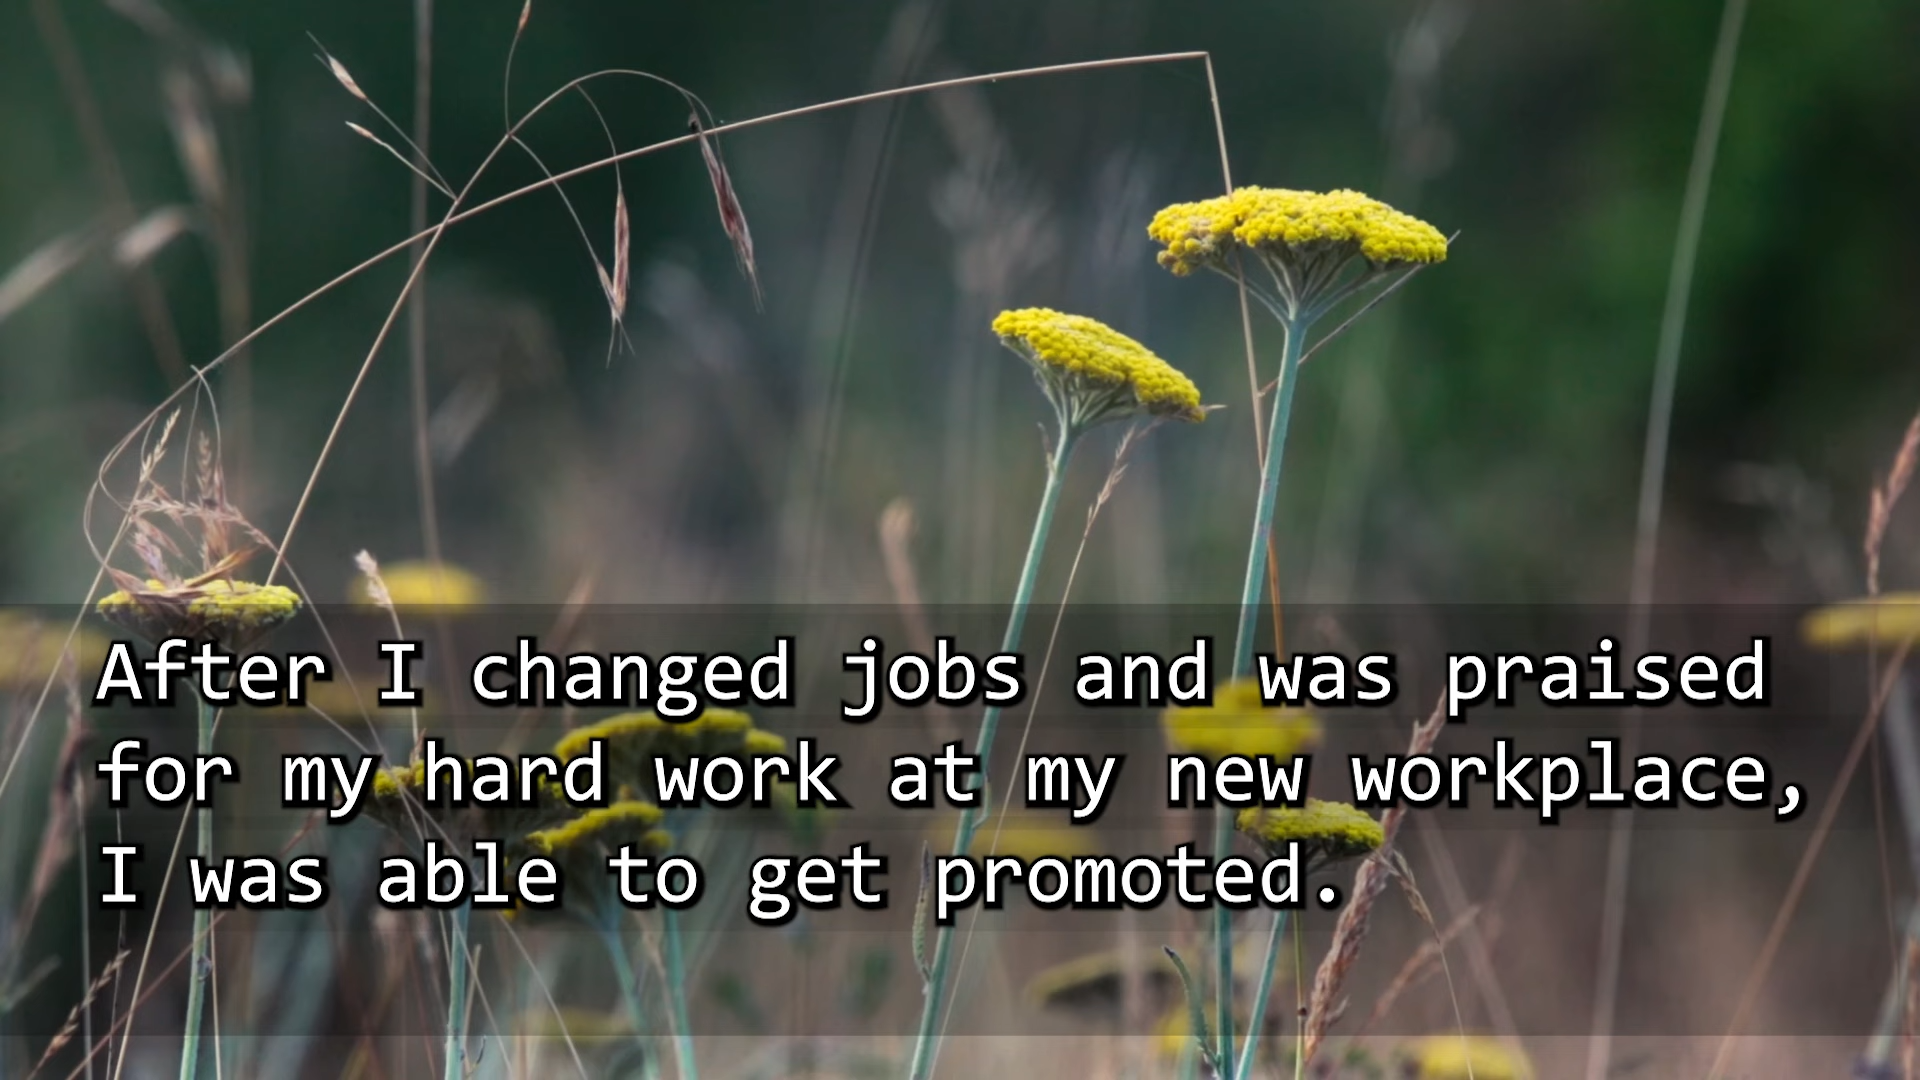 After I changed jobs and was praised
for my hard work at my new workplace,
I was able to get promoted.